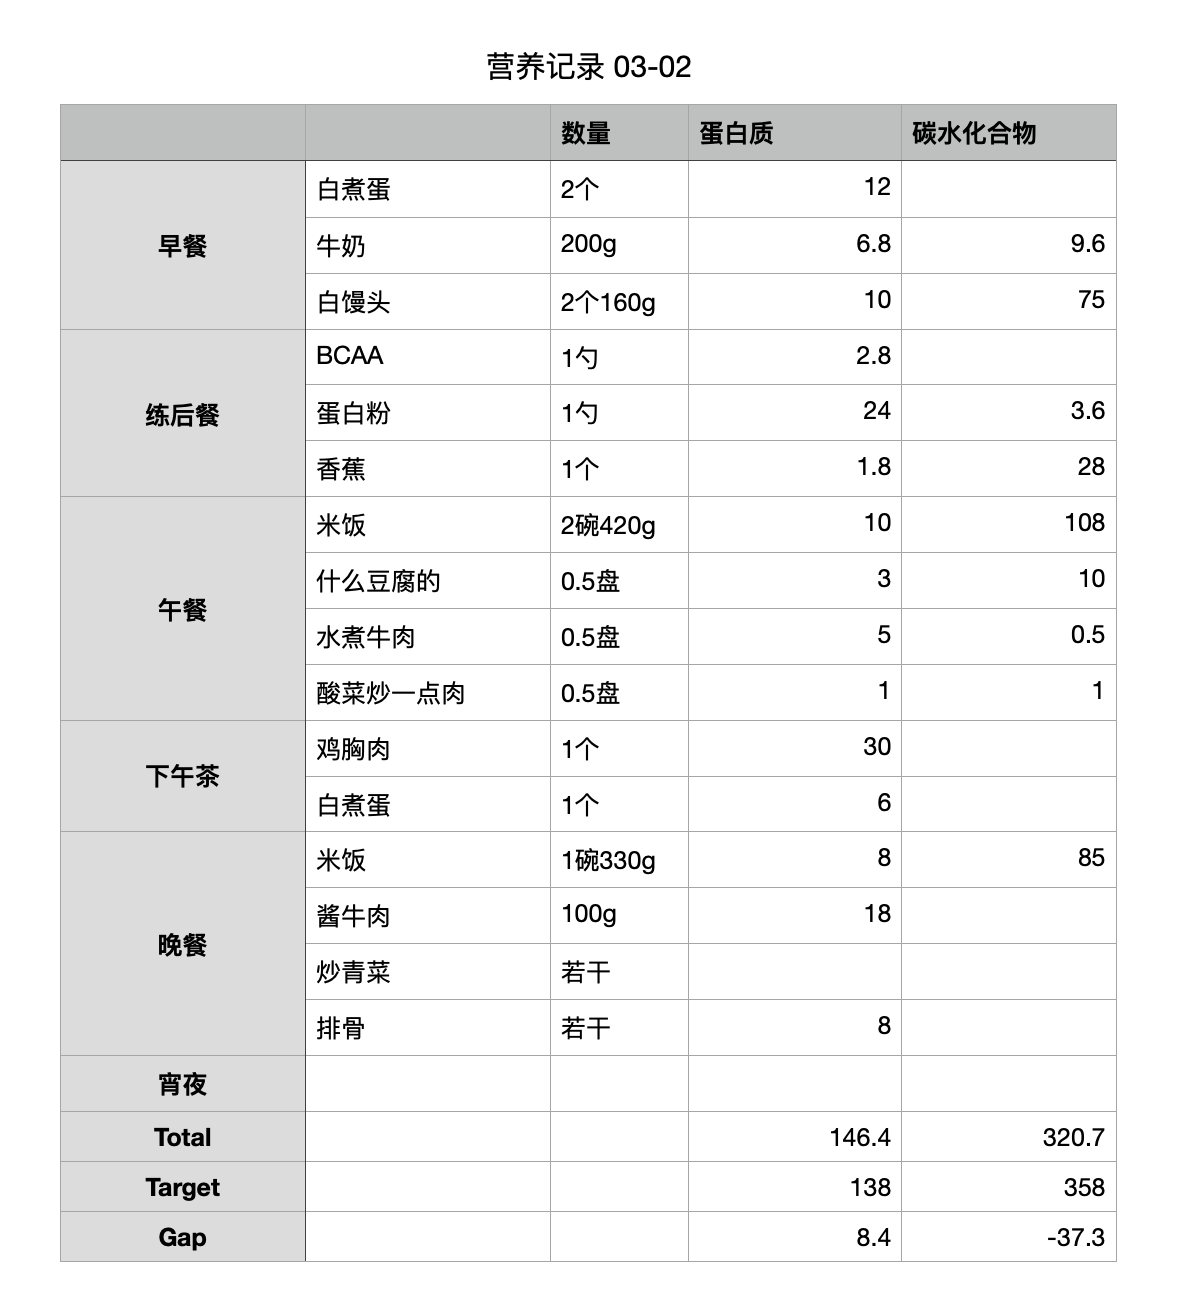 营养记录 03-02
数量 蛋白质 碳水化合物
早餐
白煮蛋 2个 12
牛奶 200g 6.8 9.6
白馒头 2个160g 10 75
练后餐
BCAA 1勺 2.8
蛋白粉 1勺 24 3.6
香蕉 1个 1.8 28
午餐
米饭 2碗420g 10 108
什么豆腐的 0.5盘 3 10
水煮牛肉 0.5盘 5 0.5
酸菜炒一点肉 0.5盘 1 1
下午茶
鸡胸肉 1个 30
白煮蛋 1个 6
晚餐
米饭 1碗330g 8 85
酱牛肉 100g 18
炒青菜 若干
排骨 若干 8
宵夜
Total 146.4 320.7
Target 138 358
Gap 8.4 -37.3